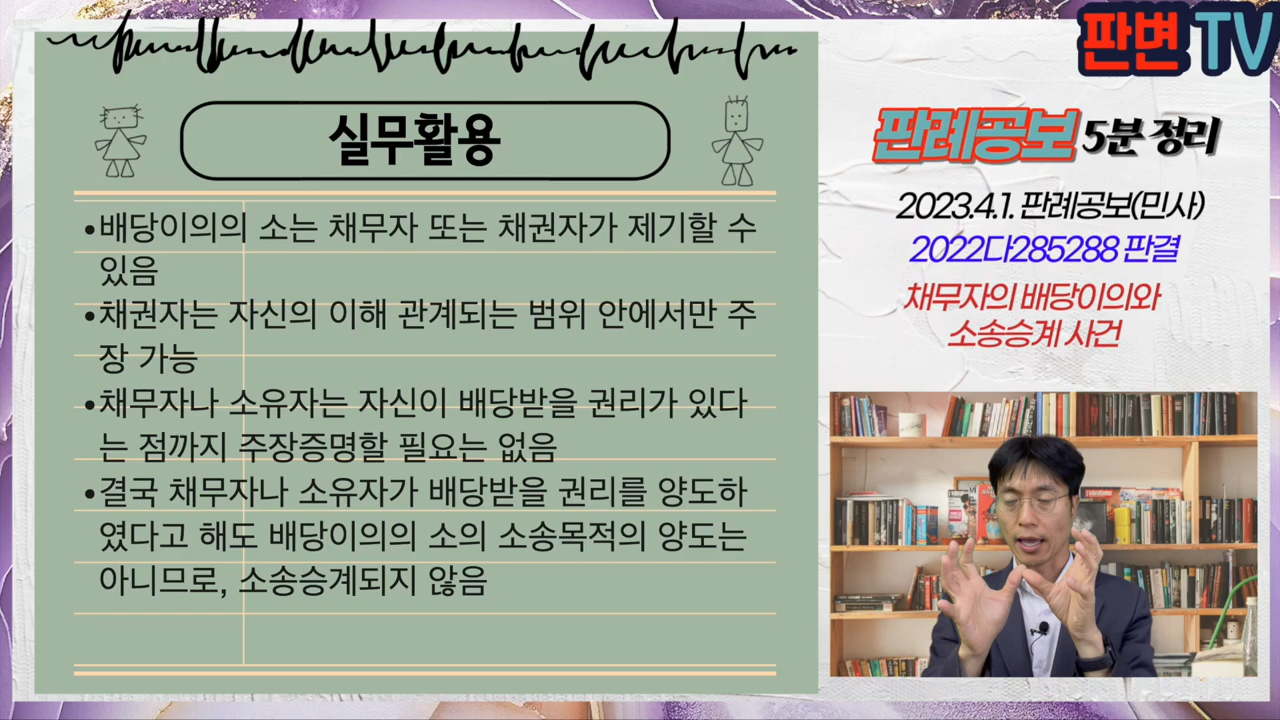 판변 TV
실무활용
•배당이의의 소는 채무자 또는 채권자가 제기할 수
있음
•채권자는 자신의 이해 관계되는 범위 안에서만 주
장 가능
•채무자나 소유자는 자신이 배당받을 권리가 있다
는 점까지 주장증명할 필요는 없음
•결국 채무자나 소유자가 배당받을 권리를 양도하
였다고 해도 배당이의의 소의 소송목적의 양도는
아니므로, 소송승계되지 않음
판례공보 5분 정리
2023.4.1. 판례공보(민사)
2022다285288 판결
채무자의 배당이의와
소송승계 사건